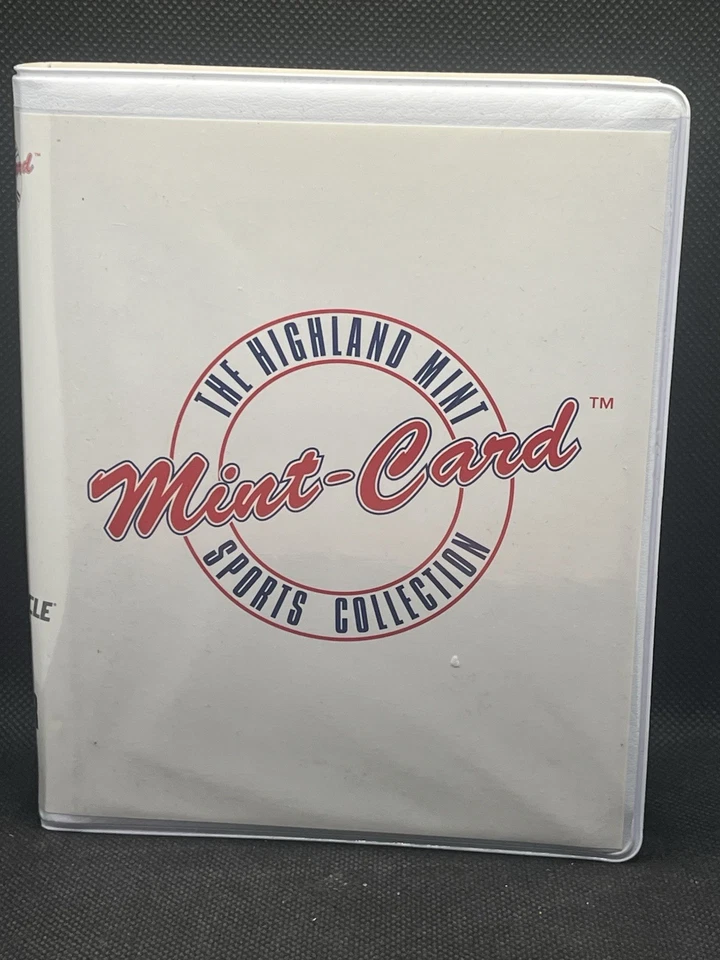 THE HIGHLAND MINT
Mint-Card™
SPORTS COLLECTION